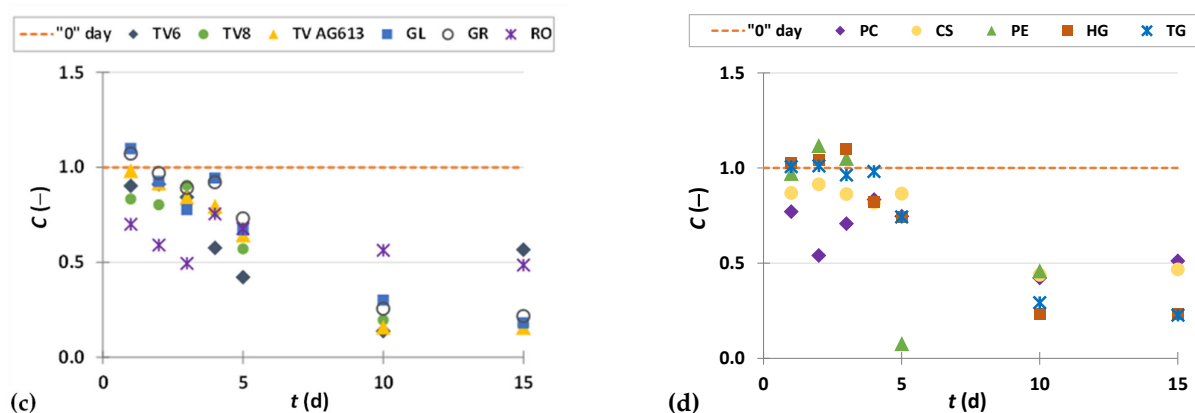 "0" day TV6 TV8 TV AG613 GL GR RO
1.5
1.0
0.5
0.0
C (–)
0 5 10 15
t (d)
(c)
"0" day PC CS PE HG TG
1.5
1.0
0.5
0.0
C (–)
0 5 10 15
t (d)
(d)